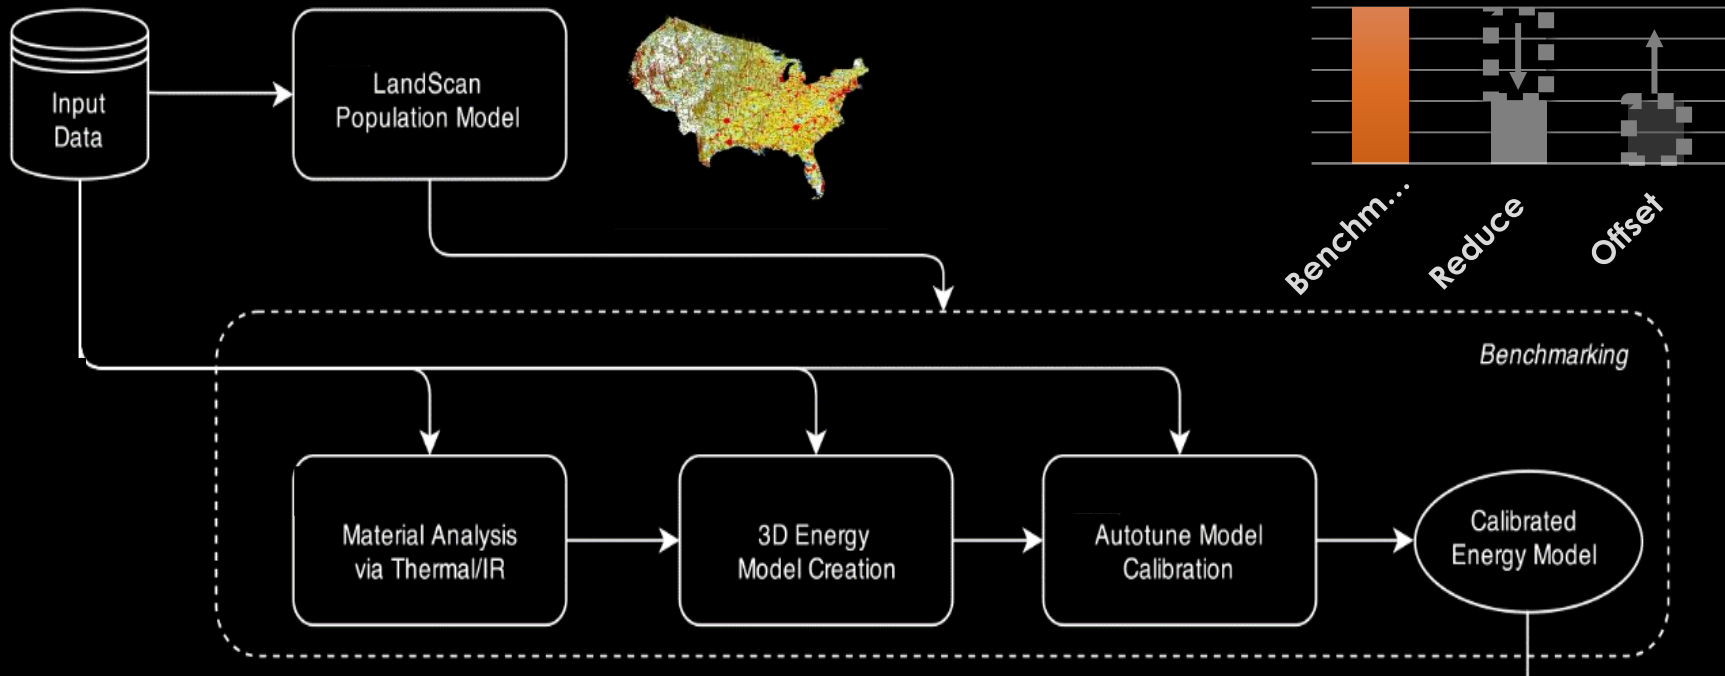 Input
Data
LandScan
Population Model
Benchm...
Reduce
Offset
Benchmarking
Material Analysis
via Thermal/IR
3D Energy
Model Creation
Autotune Model
Calibration
Calibrated
Energy Model